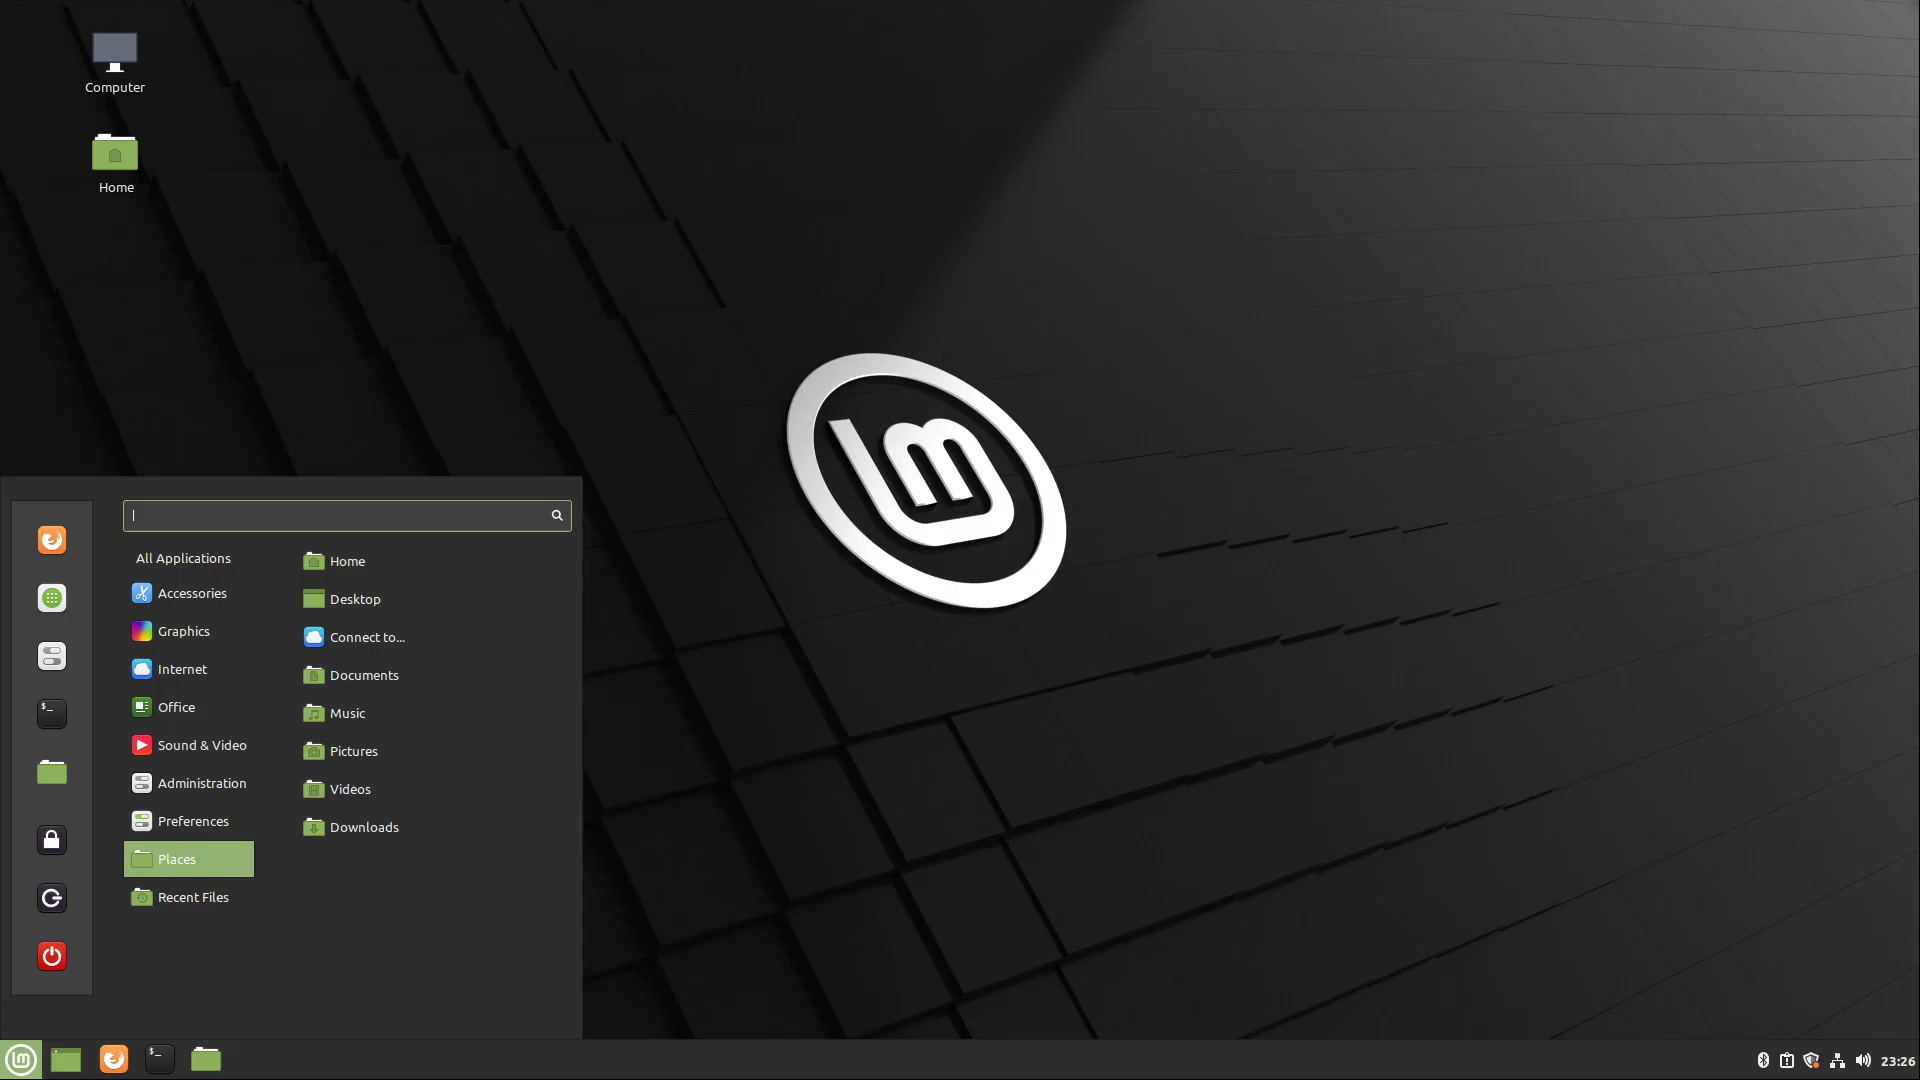 Computer
Home
All Applications
Accessories
Graphics
Internet
Office
Sound & Video
Administration
Preferences
Places
Recent Files
Home
Desktop
Connect to...
Documents
Music
Pictures
Videos
Downloads
23:26